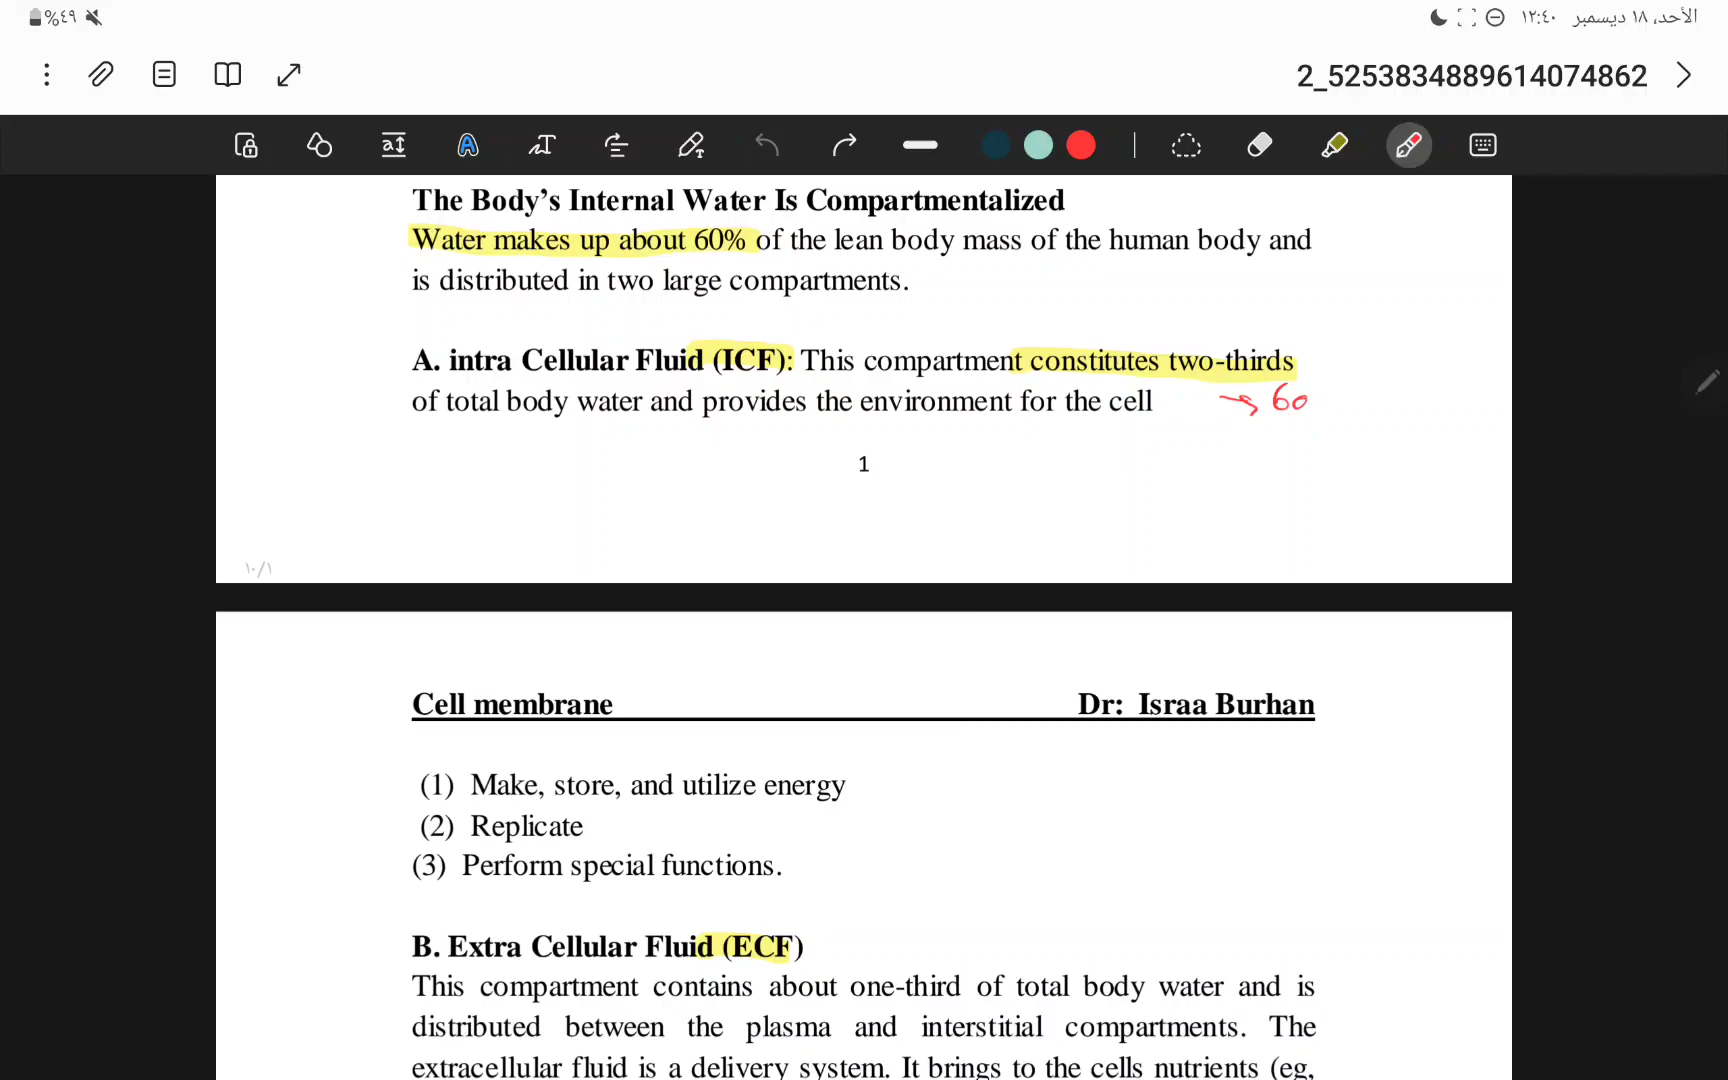 %٤٩
الأحد، ١٨ ديسمبر ١٢:٤٠
2_5253834889614074862
The Body’s Internal Water Is Compartmentalized
Water makes up about 60% of the lean body mass of the human body and
is distributed in two large compartments.
A. intra Cellular Fluid (ICF): This compartment constitutes two-thirds
of total body water and provides the environment for the cell
→ 60
1
١٠/١
Cell membrane Dr: Israa Burhan
(1) Make, store, and utilize energy
(2) Replicate
(3) Perform special functions.
B. Extra Cellular Fluid (ECF)
This compartment contains about one-third of total body water and is
distributed between the plasma and interstitial compartments. The
extracellular fluid is a delivery system. It brings to the cells nutrients (eg,